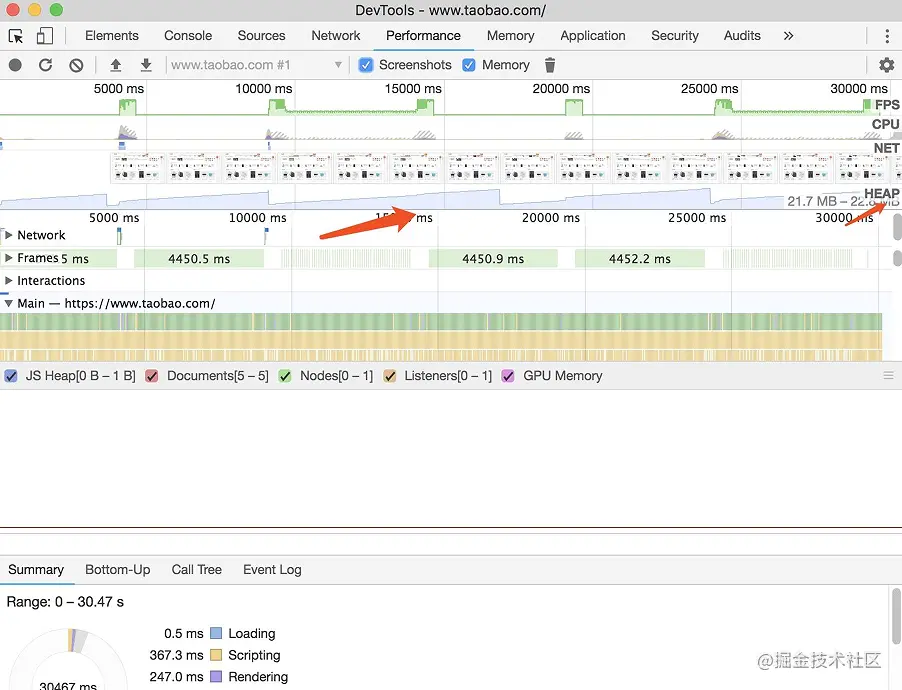 DevTools - www.taobao.com/
Elements Console Sources Network Performance Memory Application Security Audits »
www.taobao.com #1 Screenshots Memory
5000 ms 10000 ms 15000 ms 20000 ms 25000 ms 30000 ms
FPS
CPU
NET
HEAP
21.7 MB – 22.8 MB
5000 ms 10000 ms ms 20000 ms 25000 ms 30000 ms
Network
Frames 5 ms 4450.5 ms 4450.9 ms 4452.2 ms
Interactions
Main — https://www.taobao.com/
JS Heap[0 B – 1 B] Documents[5 – 5] Nodes[0 – 1] Listeners[0 – 1] GPU Memory
Summary Bottom-Up Call Tree Event Log
Range: 0 – 30.47 s
0.5 ms Loading
367.3 ms Scripting
247.0 ms Rendering
30467 ms
@掘金技术社区